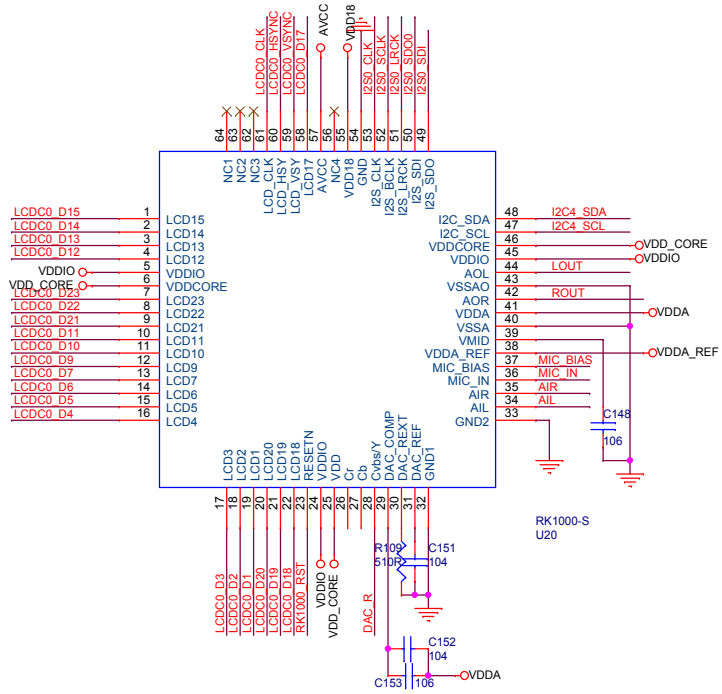 LCDC0_CLK
LCDC0_HSYNC
LCDC0_VSYNC
LCDC0_D17
AVCC
VDD18
I2S0_CLK
I2S0_SCLK
I2S0_LRCK
I2S0_SDO0
I2S0_SDI
64 63 62 61 60 59 58 57 56 55 54 53 52 51 50 49
NC1
NC2
NC3
LCD_CLK
LCD_HSY
LCD_VSY
LCD17
AVCC
NC4
VDD18
GND
I2S_CLK
I2S_BCLK
I2S_LRCK
I2S_SDI
I2S_SDO
LCDC0_D15 1 LCD15
LCDC0_D14 2 LCD14
LCDC0_D13 3 LCD13
LCDC0_D12 4 LCD12
VDDIO 5 VDDIO
VDD_CORE 6 VDDCORE
LCDC0_D23 7 LCD23
LCDC0_D22 8 LCD22
LCDC0_D21 9 LCD21
LCDC0_D11 10 LCD11
LCDC0_D10 11 LCD10
LCDC0_D9 12 LCD9
LCDC0_D7 13 LCD7
LCDC0_D6 14 LCD6
LCDC0_D5 15 LCD5
LCDC0_D4 16 LCD4
I2C_SDA 48 I2C4_SDA
I2C_SCL 47 I2C4_SCL
VDDCORE 46 VDD_CORE
VDDIO 45 VDDIO
AOL 44 LOUT
VSSAO 43
AOR 42 ROUT
VDDA 41 VDDA
VSSA 40
VMID 39
VDDA_REF 38 VDDA_REF
MIC_BIAS 37 MIC_BIAS
MIC_IN 36 MIC_IN
AIR 35 AIR
AIL 34 AIL
GND2 33
C148
106
LCD3
LCD2
LCD1
LCD20
LCD19
LCD18
RESETN
VDDIO
VDD
Cr
Cb
Cvbs/Y
DAC_COMP
DAC_REXT
DAC_REF
GND1
17 18 19 20 21 22 23 24 25 26 27 28 29 30 31 32
LCDC0_D3
LCDC0_D2
LCDC0_D1
LCDC0_D20
LCDC0_D19
LCDC0_D18
RK1000_RST
VDDIO
VDD_CORE
DAC_R
R109
510R
C151
104
RK1000-S
U20
C152
104
C153 106
VDDA